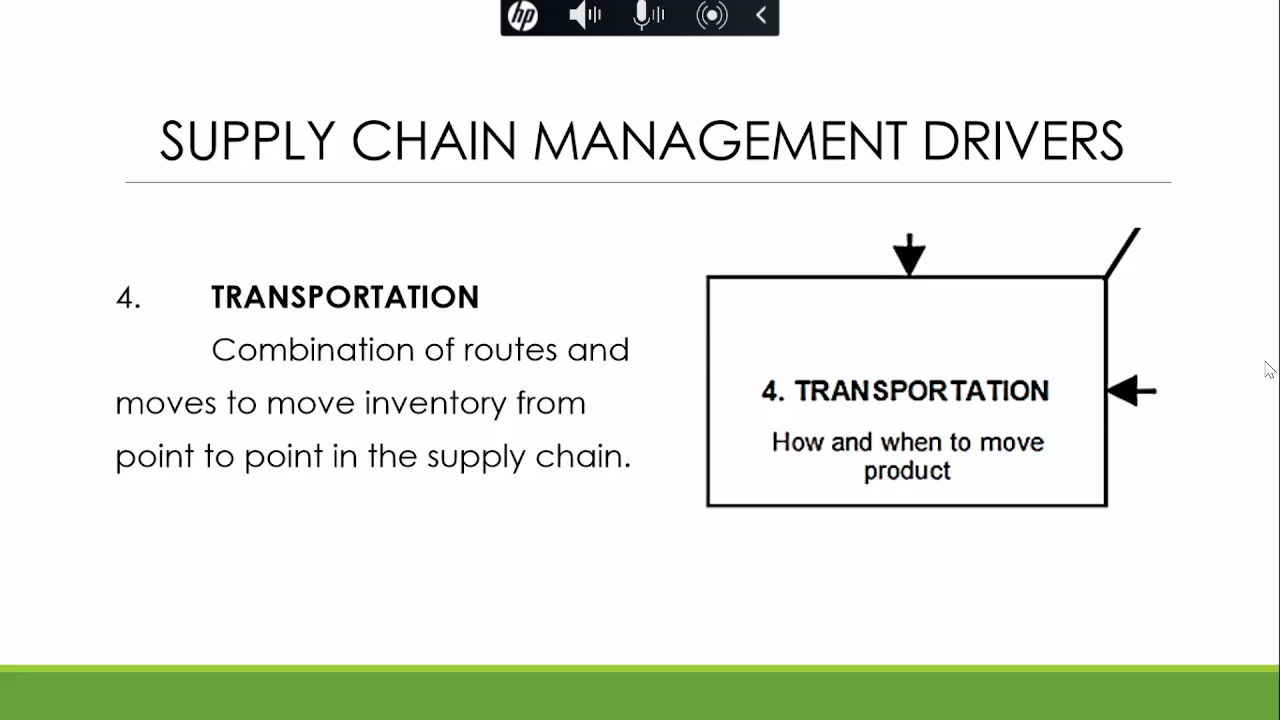 hp
SUPPLY CHAIN MANAGEMENT DRIVERS
4. TRANSPORTATION
Combination of routes and
moves to move inventory from
point to point in the supply chain.
4. TRANSPORTATION
How and when to move
product